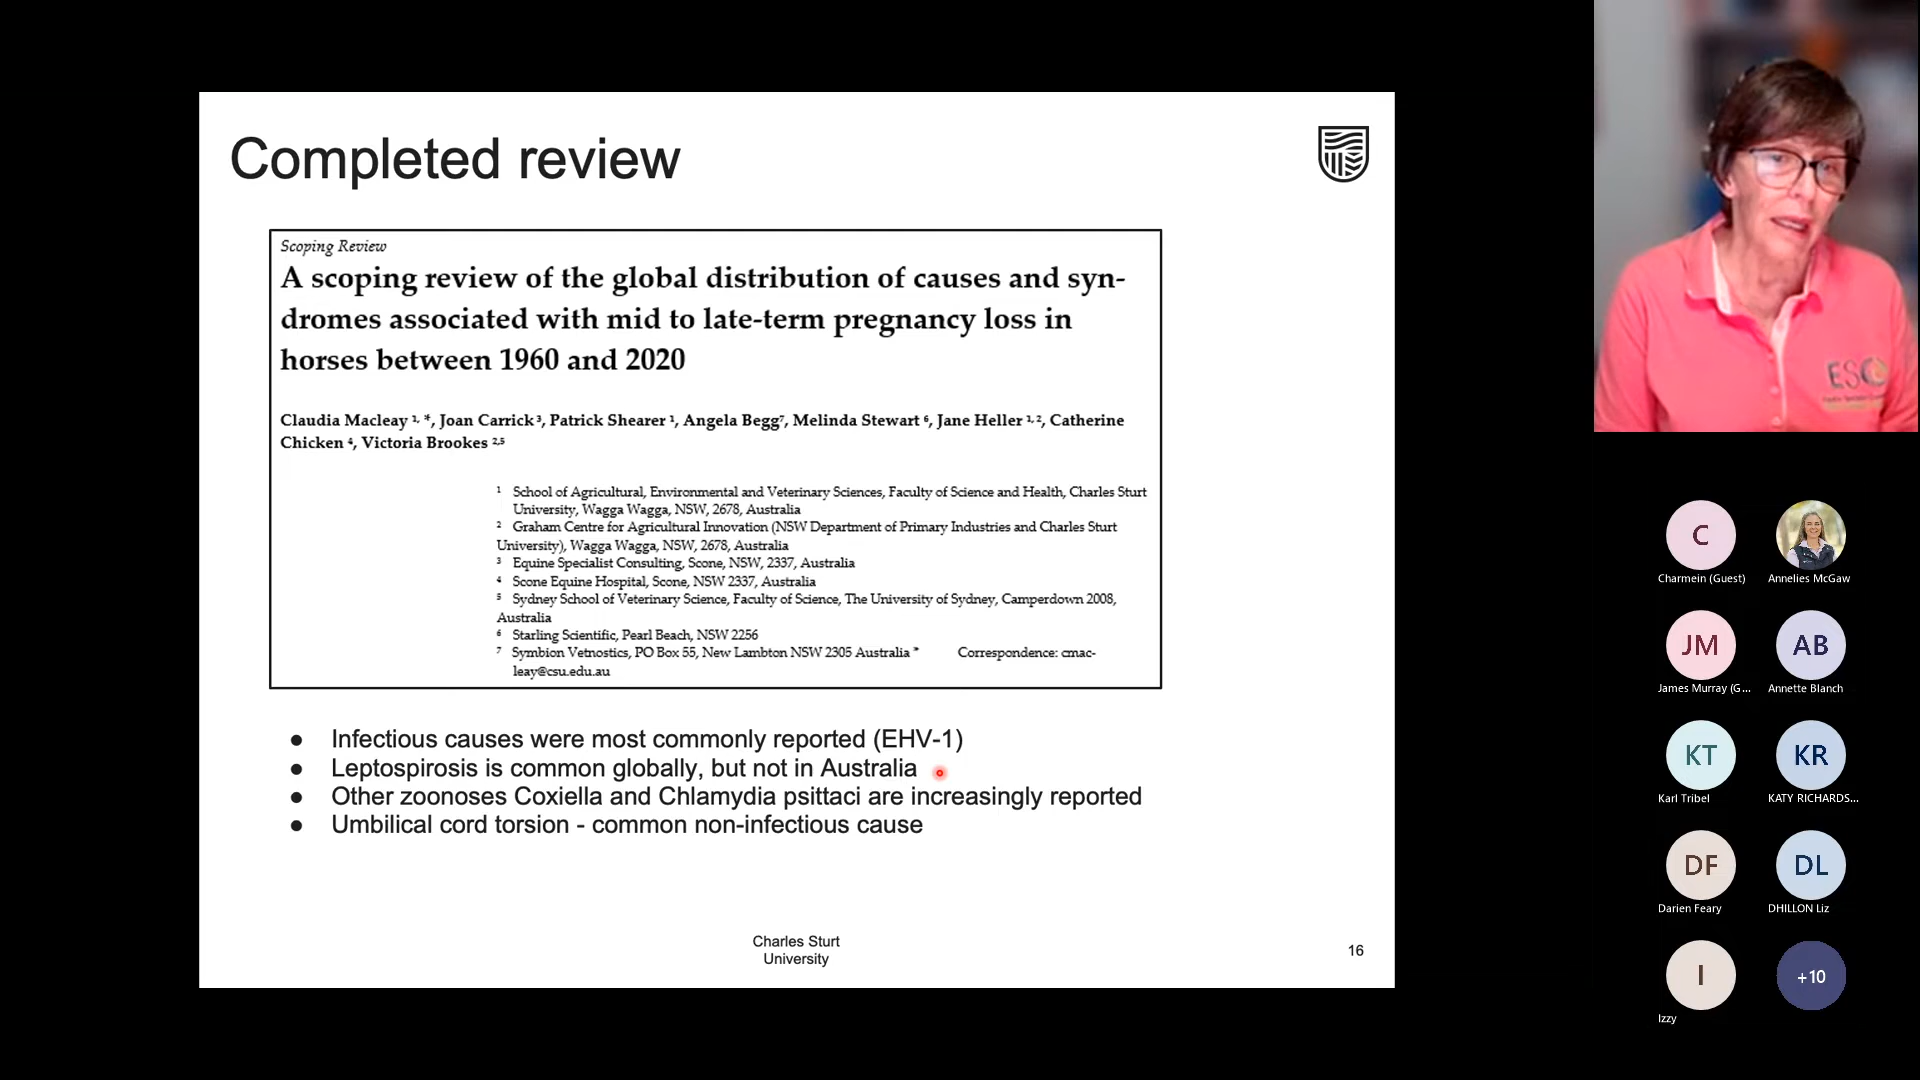 Completed review
Scoping Review
A scoping review of the global distribution of causes and syn-
dromes associated with mid to late-term pregnancy loss in
horses between 1960 and 2020
Claudia Macleay ¹, *, Joan Carrick ³, Patrick Shearer ¹, Angela Begg⁷, Melinda Stewart ⁶, Jane Heller ¹,², Catherine
Chicken ⁴, Victoria Brookes ²,⁵
¹ School of Agricultural, Environmental and Veterinary Sciences, Faculty of Science and Health, Charles Sturt
University, Wagga Wagga, NSW, 2678, Australia
² Graham Centre for Agricultural Innovation (NSW Department of Primary Industries and Charles Sturt
University), Wagga Wagga, NSW, 2678, Australia
³ Equine Specialist Consulting, Scone, NSW, 2337, Australia
⁴ Scone Equine Hospital, Scone, NSW 2337, Australia
⁵ Sydney School of Veterinary Science, Faculty of Science, The University of Sydney, Camperdown 2008,
Australia
⁶ Starling Scientific, Pearl Beach, NSW 2256
⁷ Symbion Vetnostics, PO Box 55, New Lambton NSW 2305 Australia * Correspondence: cmac-
leay@csu.edu.au
● Infectious causes were most commonly reported (EHV-1)
● Leptospirosis is common globally, but not in Australia
● Other zoonoses Coxiella and Chlamydia psittaci are increasingly reported
● Umbilical cord torsion - common non-infectious cause
Charles Sturt
University
16
C
Charmein (Guest)
Annelies McGaw
JM
James Murray (G...
AB
Annette Blanch
KT
Karl Tribel
KR
KATY RICHARDS...
DF
Darien Feary
DL
DHILLON Liz
I
Izzy
+10